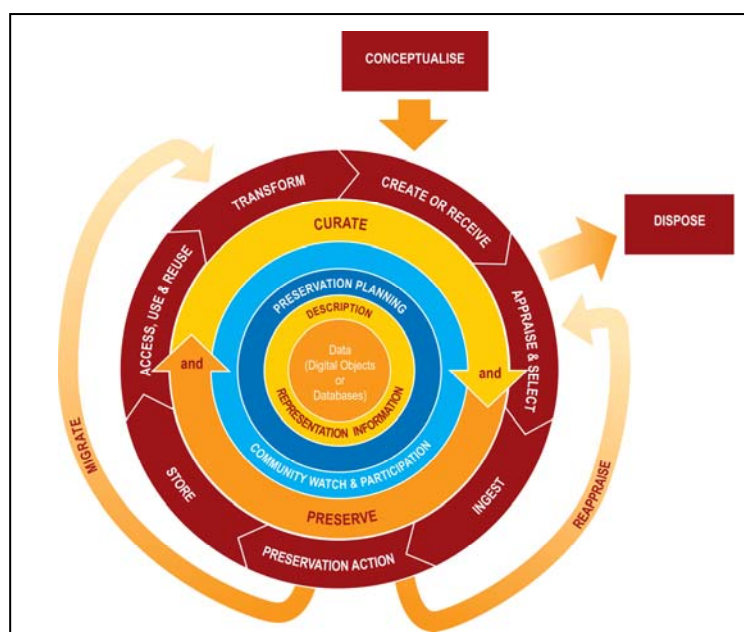 CONCEPTUALISE
DISPOSE
TRANSFORM
CREATE OR RECEIVE
APPRAISE & SELECT
INGEST
PRESERVATION ACTION
STORE
ACCESS, USE & REUSE
MIGRATE
REAPPRAISE
CURATE
and
PRESERVE
and
COMMUNITY WATCH & PARTICIPATION
PRESERVATION PLANNING
DESCRIPTION
REPRESENTATION INFORMATION
Data
(Digital Objects
or
Databases)